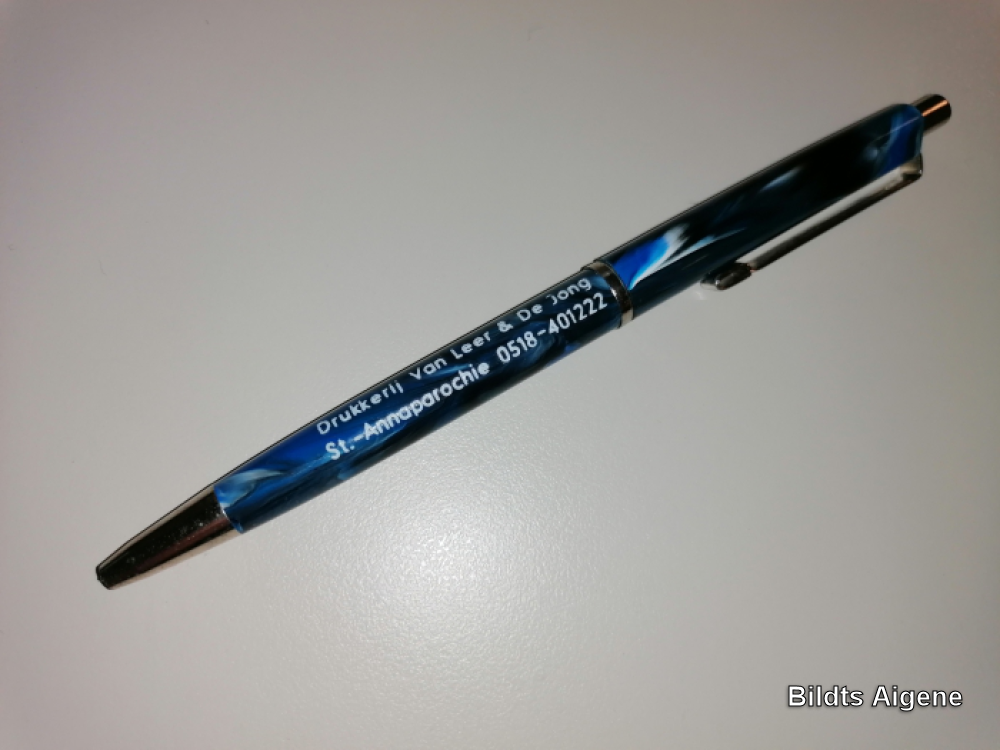 Drukkerij Van Leer & De Jong
St.-Annaparochie 0518-401222
Bildts Aigene